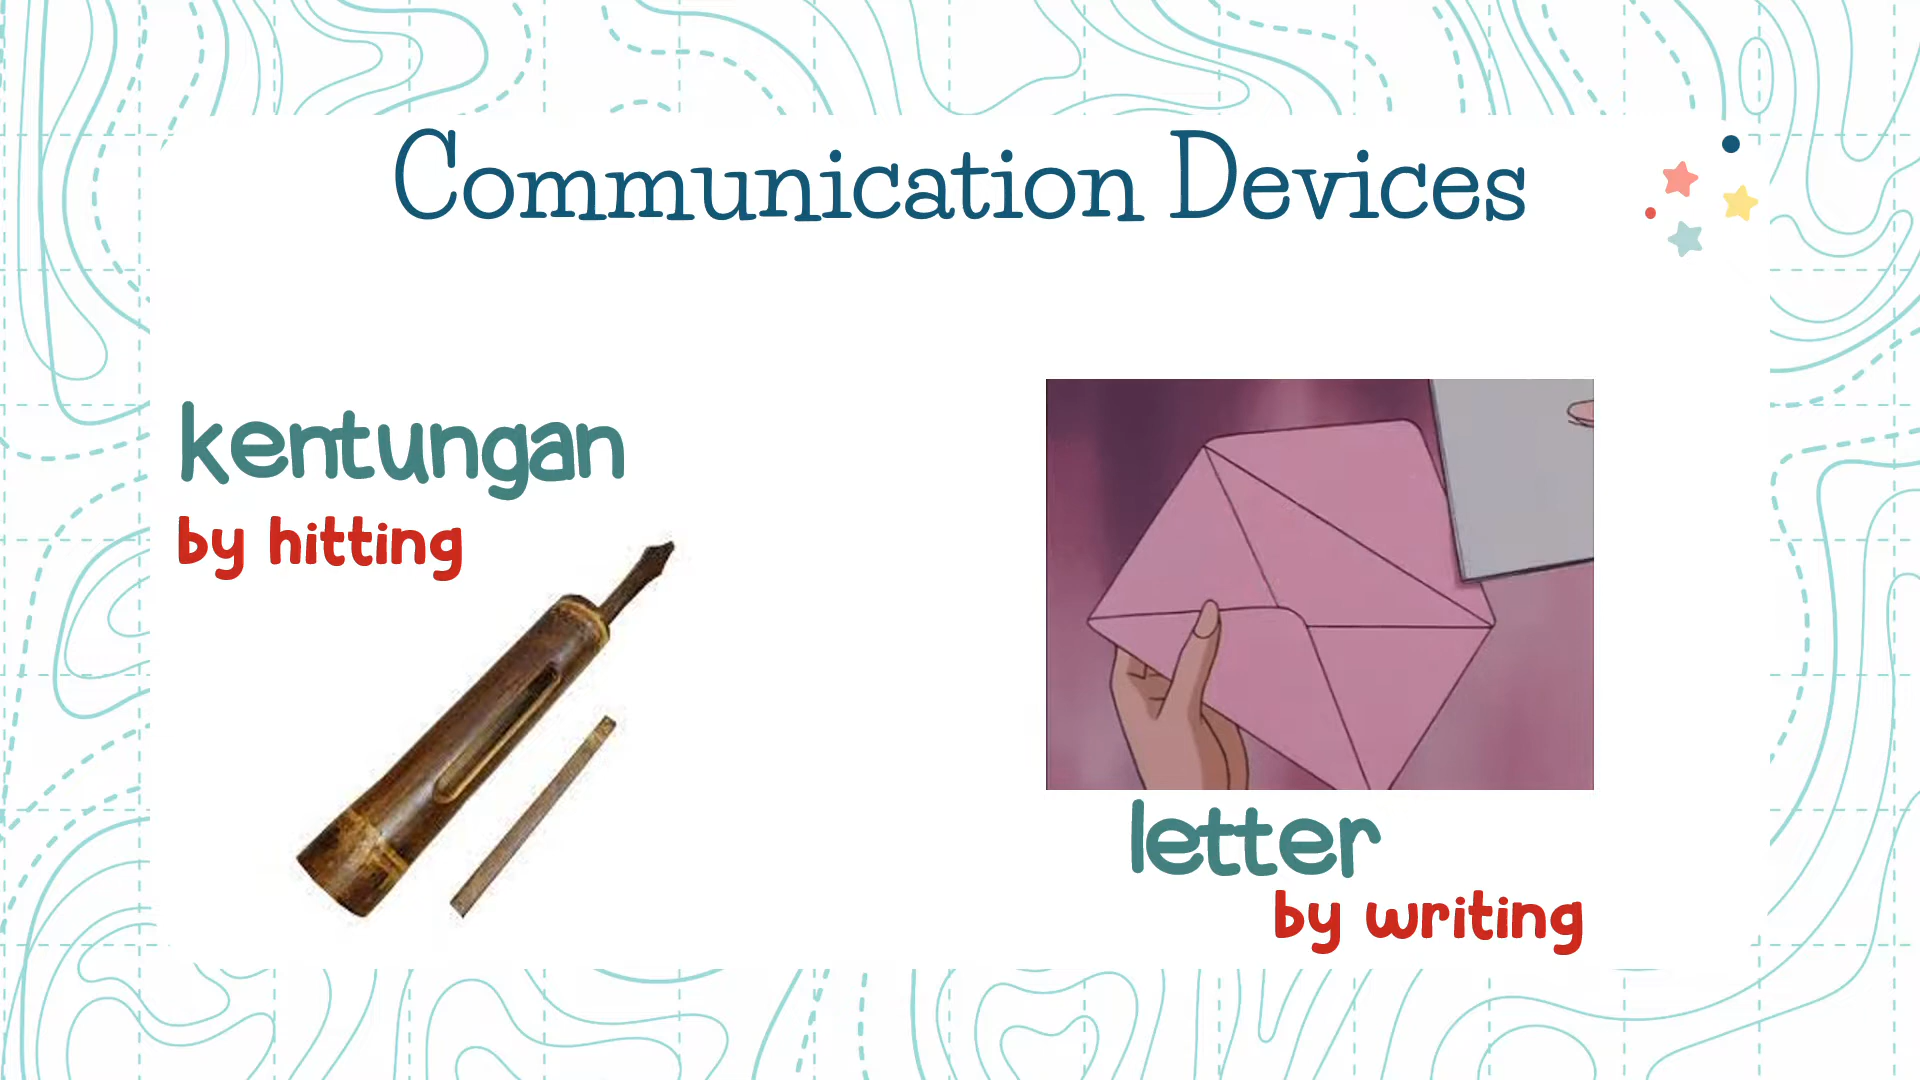 Communication Devices
kentungan
by hitting
letter
by writing